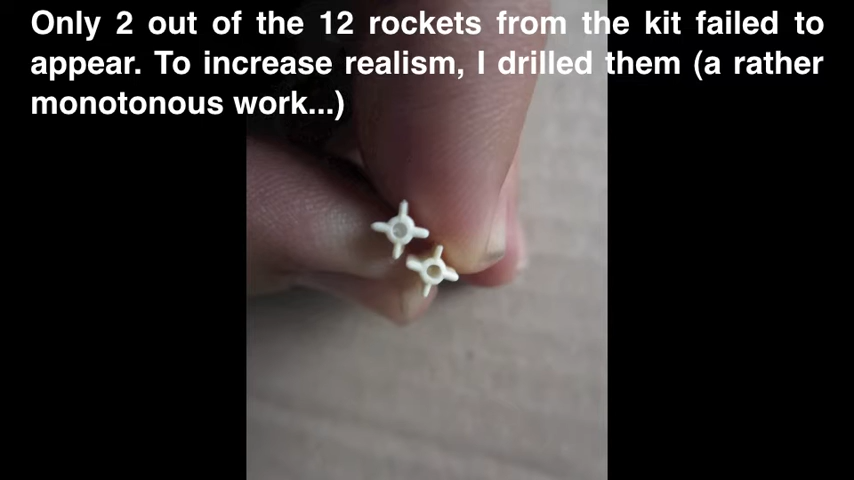 Only 2 out of the 12 rockets from the kit failed to
appear. To increase realism, I drilled them (a rather
monotonous work...)